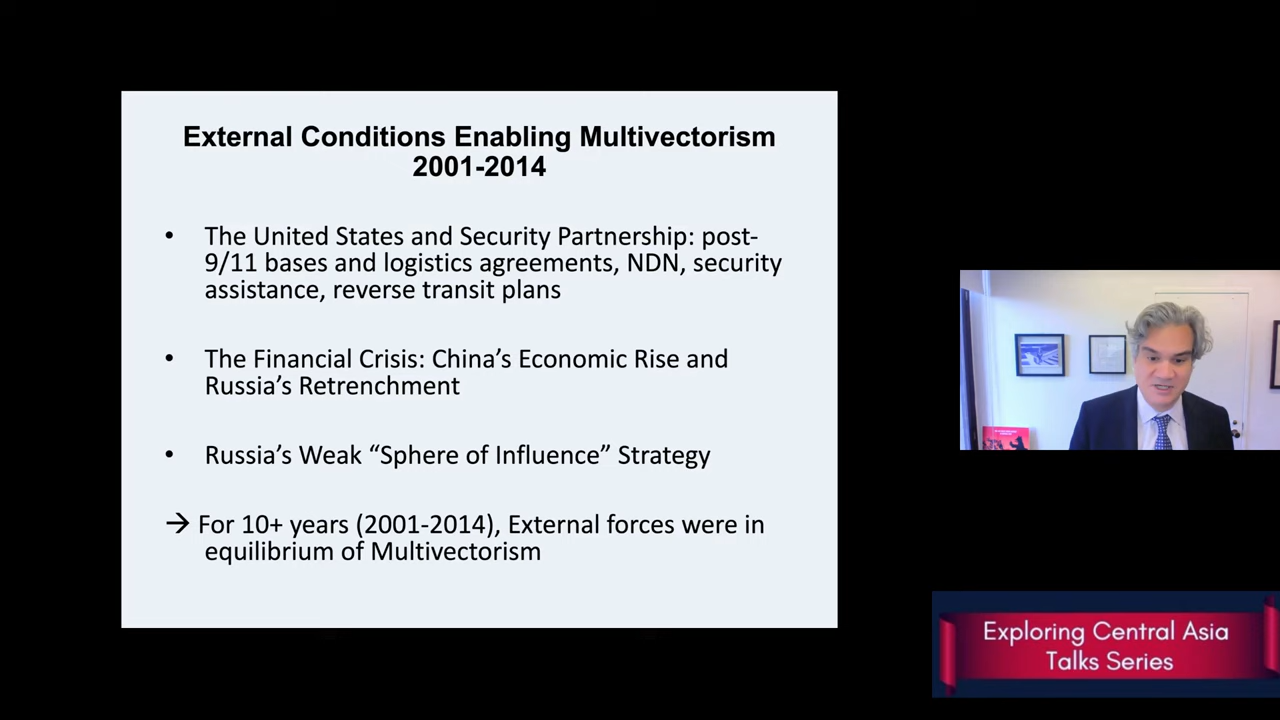 External Conditions Enabling Multivectorism
2001-2014
• The United States and Security Partnership: post-
9/11 bases and logistics agreements, NDN, security
assistance, reverse transit plans
• The Financial Crisis: China’s Economic Rise and
Russia’s Retrenchment
• Russia’s Weak “Sphere of Influence” Strategy
→ For 10+ years (2001-2014), External forces were in
equilibrium of Multivectorism
Exploring Central Asia
Talks Series